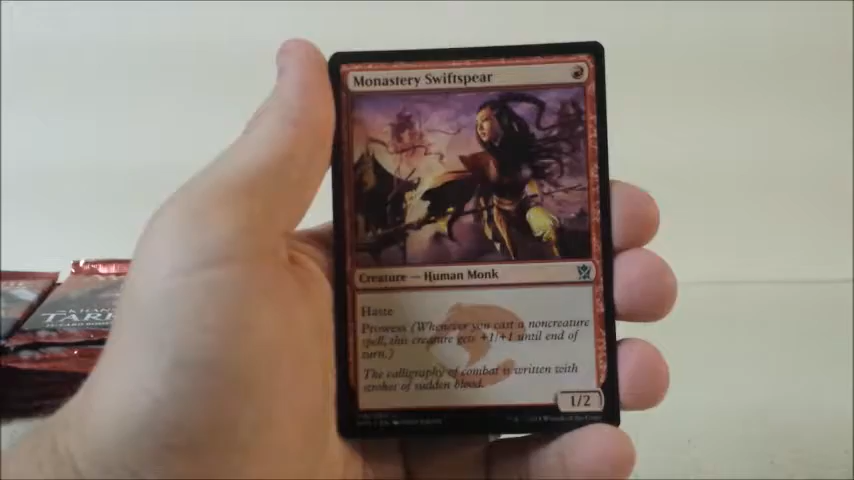 Monastery Swiftspear
Creature — Human Monk
Haste
Prowess (Whenever you cast a noncreature
spell, this creature gets +1/+1 until end of
turn.)
The calligraphy of combat is written with
strokes of sudden blood.
1/2
TAR